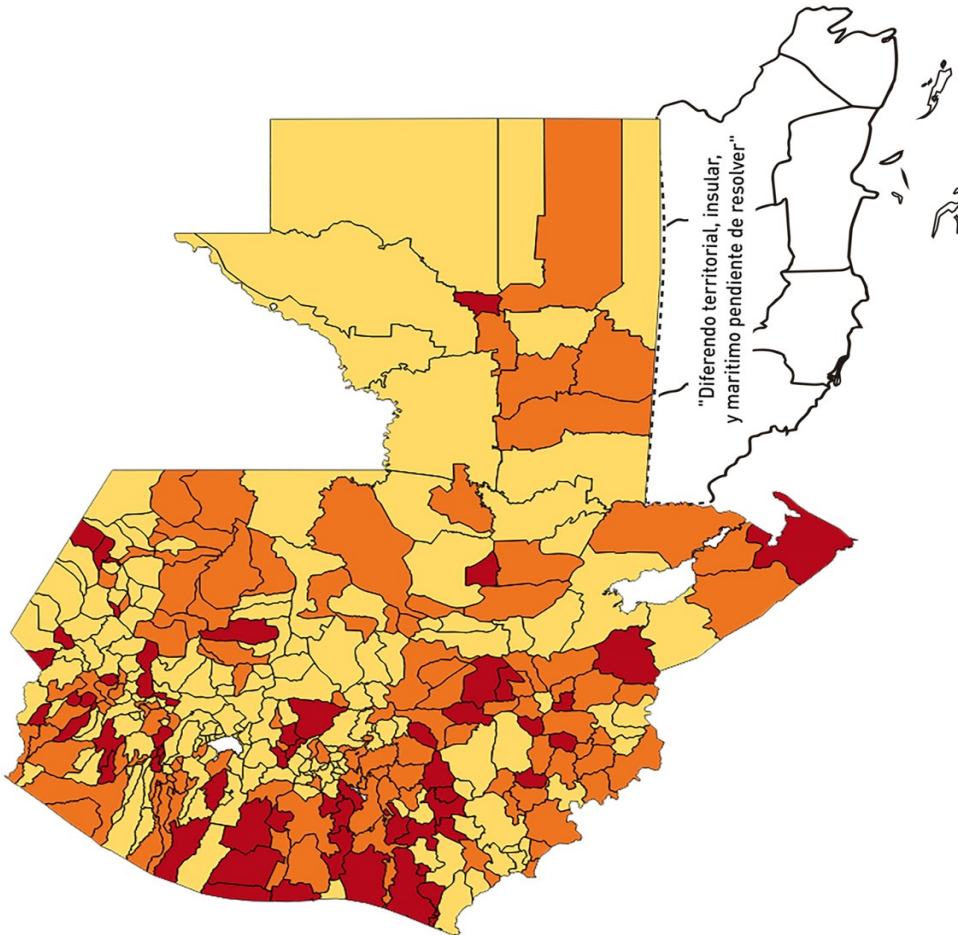 "Diferendo territorial, insular,
y marítimo pendiente de resolver"